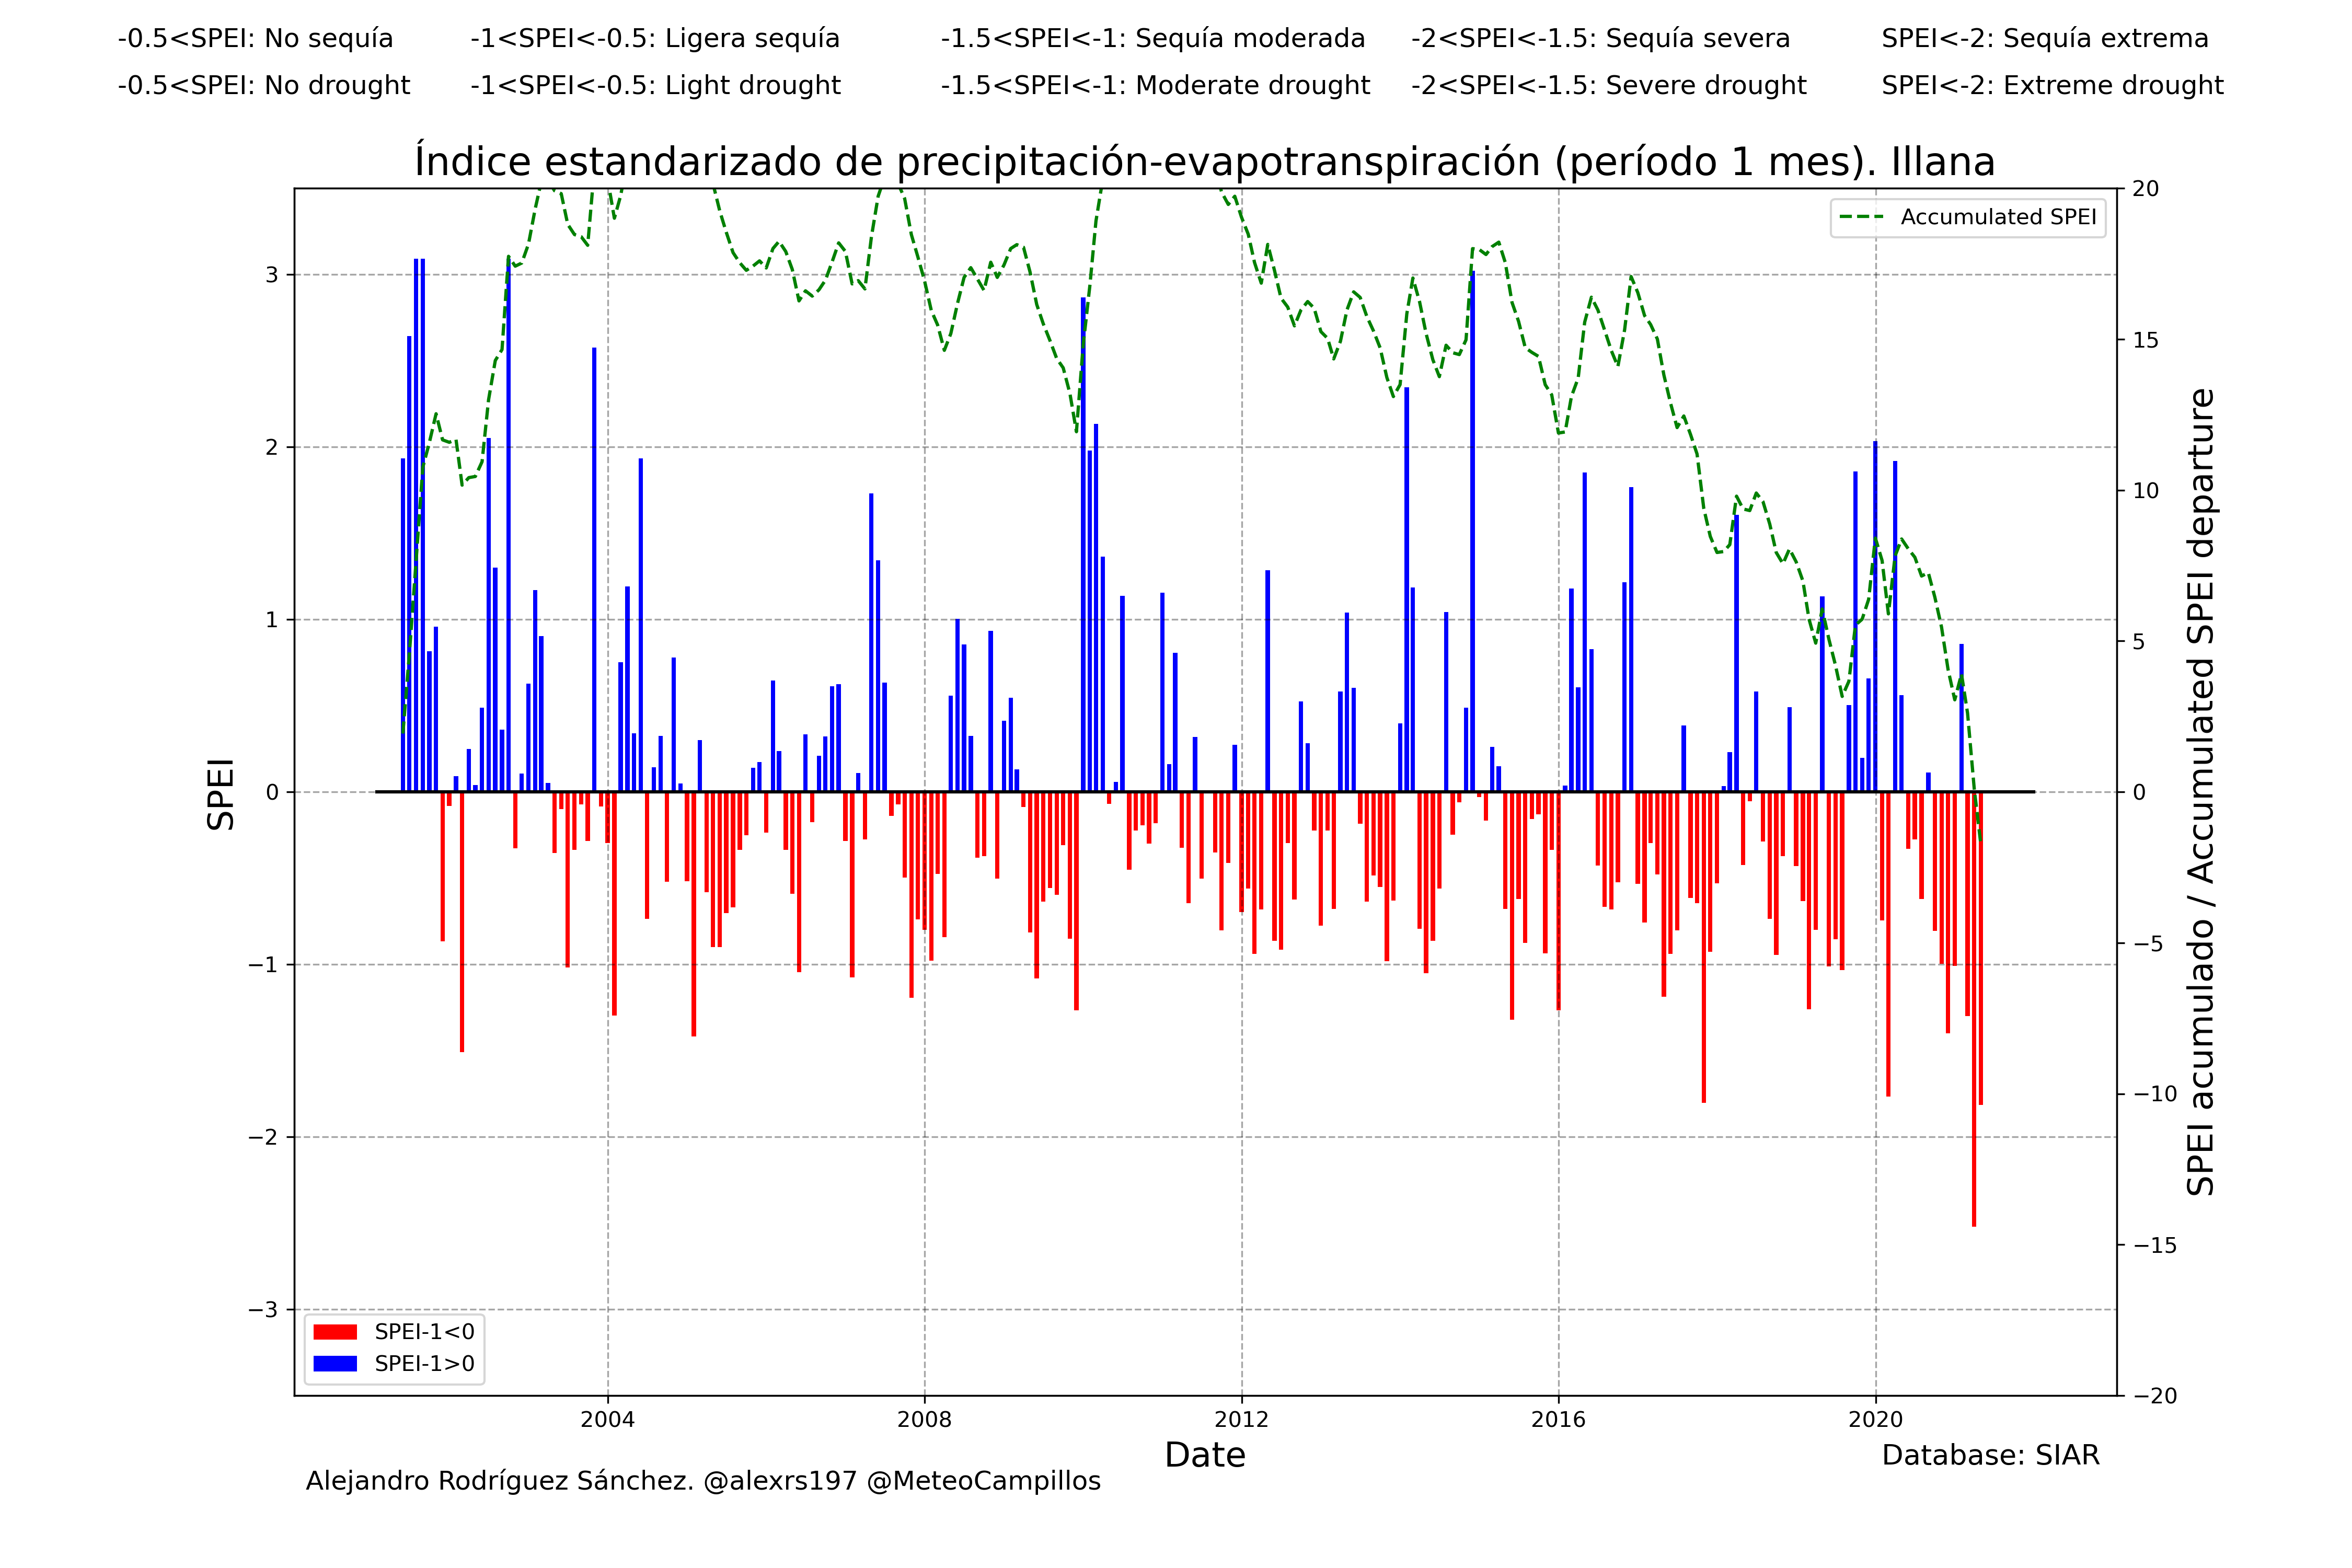 -0.5<SPEI: No sequía -1<SPEI<-0.5: Ligera sequía -1.5<SPEI<-1: Sequía moderada -2<SPEI<-1.5: Sequía severa SPEI<-2: Sequía extrema
-0.5<SPEI: No drought -1<SPEI<-0.5: Light drought -1.5<SPEI<-1: Moderate drought -2<SPEI<-1.5: Severe drought SPEI<-2: Extreme drought
Índice estandarizado de precipitación-evapotranspiración (período 1 mes). Illana
Accumulated SPEI
3
2
1
0
−1
−2
−3
SPEI
20
15
10
5
0
−5
−10
−15
−20
SPEI acumulado / Accumulated SPEI departure
SPEI-1<0
SPEI-1>0
2004 2008 2012 2016 2020
Date
Database: SIAR
Alejandro Rodríguez Sánchez. @alexrs197 @MeteoCampillos